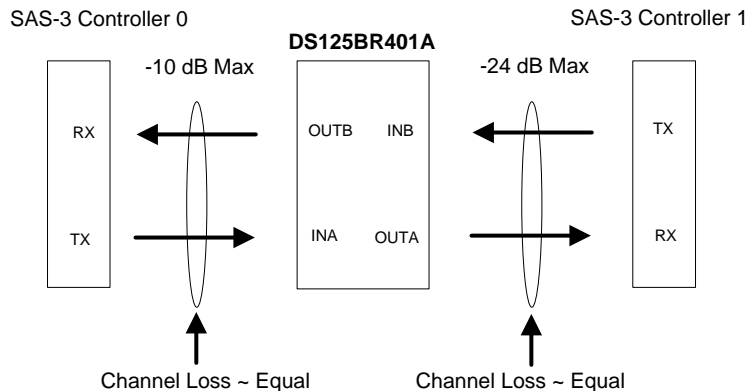 SAS-3 Controller 0
SAS-3 Controller 1
DS125BR401A
-10 dB Max
-24 dB Max
RX
OUTB
INB
TX
TX
INA
OUTA
RX
Channel Loss ~ Equal
Channel Loss ~ Equal